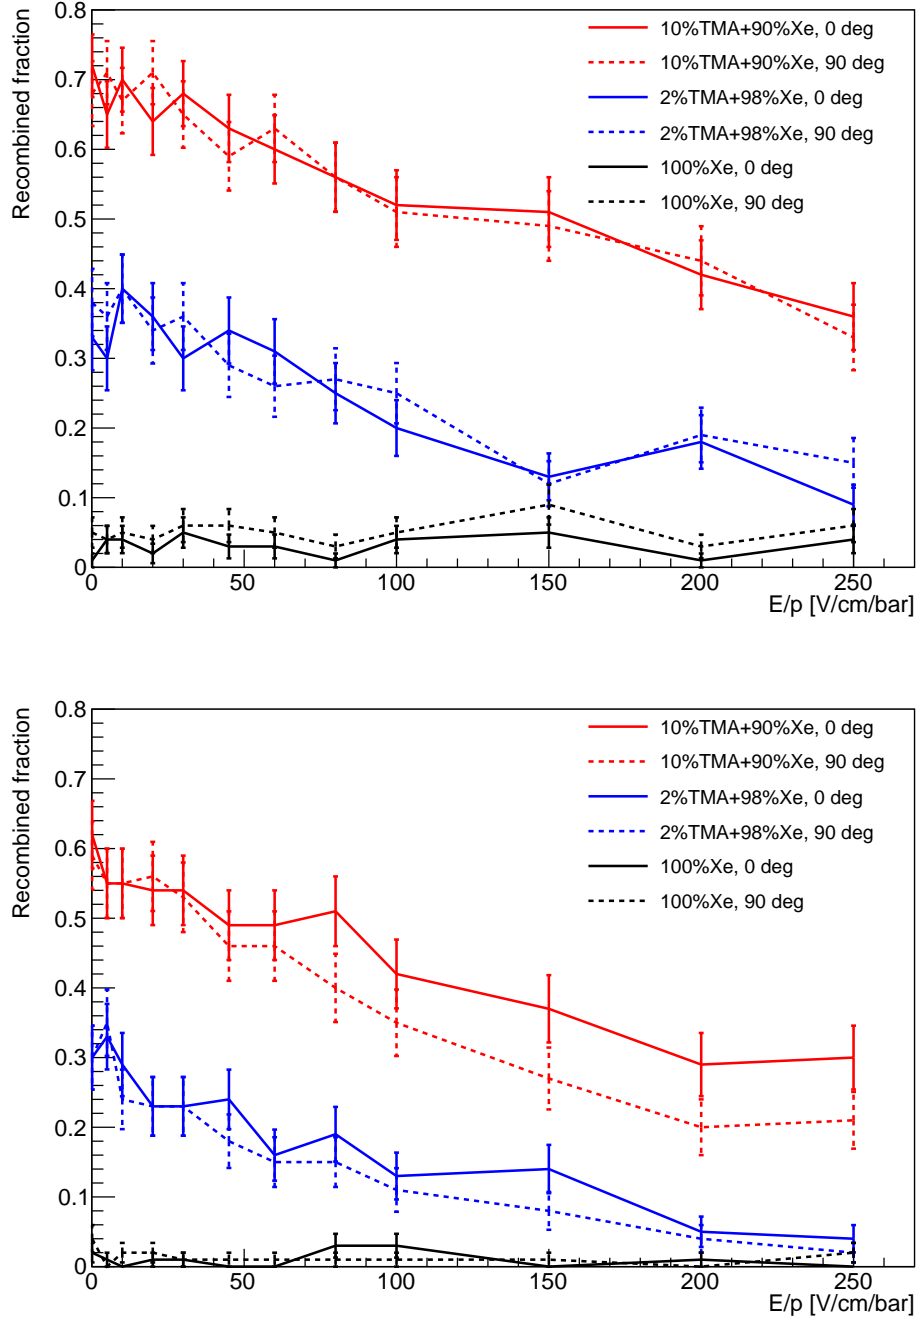 Recombined fraction
0.8
0.7
0.6
0.5
0.4
0.3
0.2
0.1
0
10%TMA+90%Xe, 0 deg
10%TMA+90%Xe, 90 deg
2%TMA+98%Xe, 0 deg
2%TMA+98%Xe, 90 deg
100%Xe, 0 deg
100%Xe, 90 deg
0 50 100 150 200 250
E/p [V/cm/bar]
Recombined fraction
0.8
0.7
0.6
0.5
0.4
0.3
0.2
0.1
0
10%TMA+90%Xe, 0 deg
10%TMA+90%Xe, 90 deg
2%TMA+98%Xe, 0 deg
2%TMA+98%Xe, 90 deg
100%Xe, 0 deg
100%Xe, 90 deg
0 50 100 150 200 250
E/p [V/cm/bar]